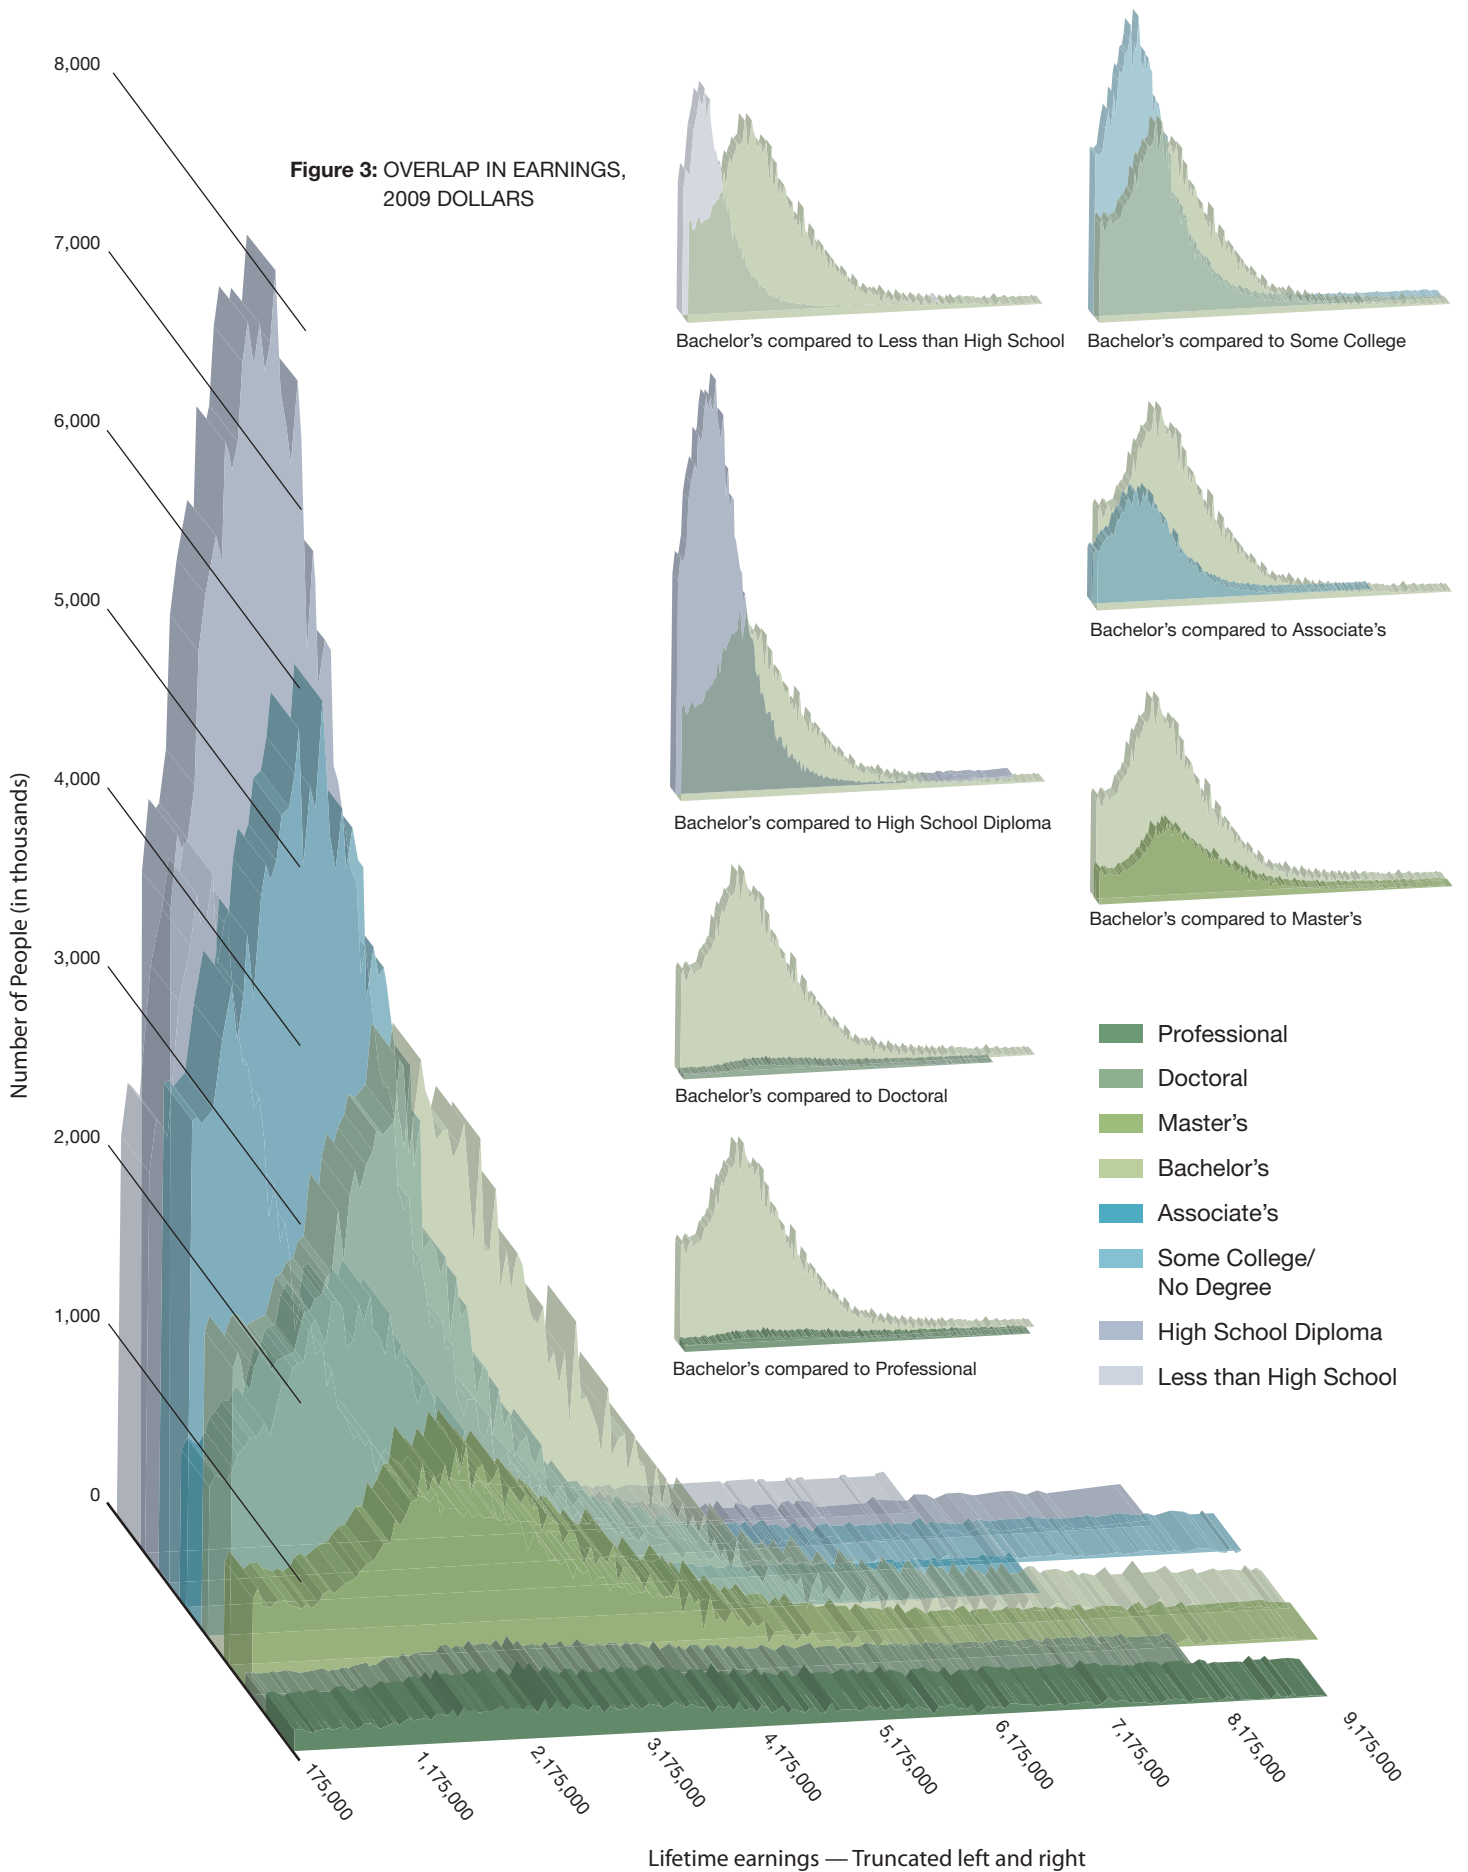 8,000
7,000
6,000
5,000
4,000
3,000
2,000
1,000
0
Number of People (in thousands)
Figure 3: OVERLAP IN EARNINGS,
2009 DOLLARS
Bachelor’s compared to Less than High School
Bachelor’s compared to Some College
Bachelor’s compared to High School Diploma
Bachelor’s compared to Associate’s
Bachelor’s compared to Master’s
Bachelor’s compared to Doctoral
Bachelor’s compared to Professional
Professional
Doctoral
Master’s
Bachelor’s
Associate’s
Some College/
No Degree
High School Diploma
Less than High School
175,000
1,175,000
2,175,000
3,175,000
4,175,000
5,175,000
6,175,000
7,175,000
8,175,000
9,175,000
Lifetime earnings — Truncated left and right